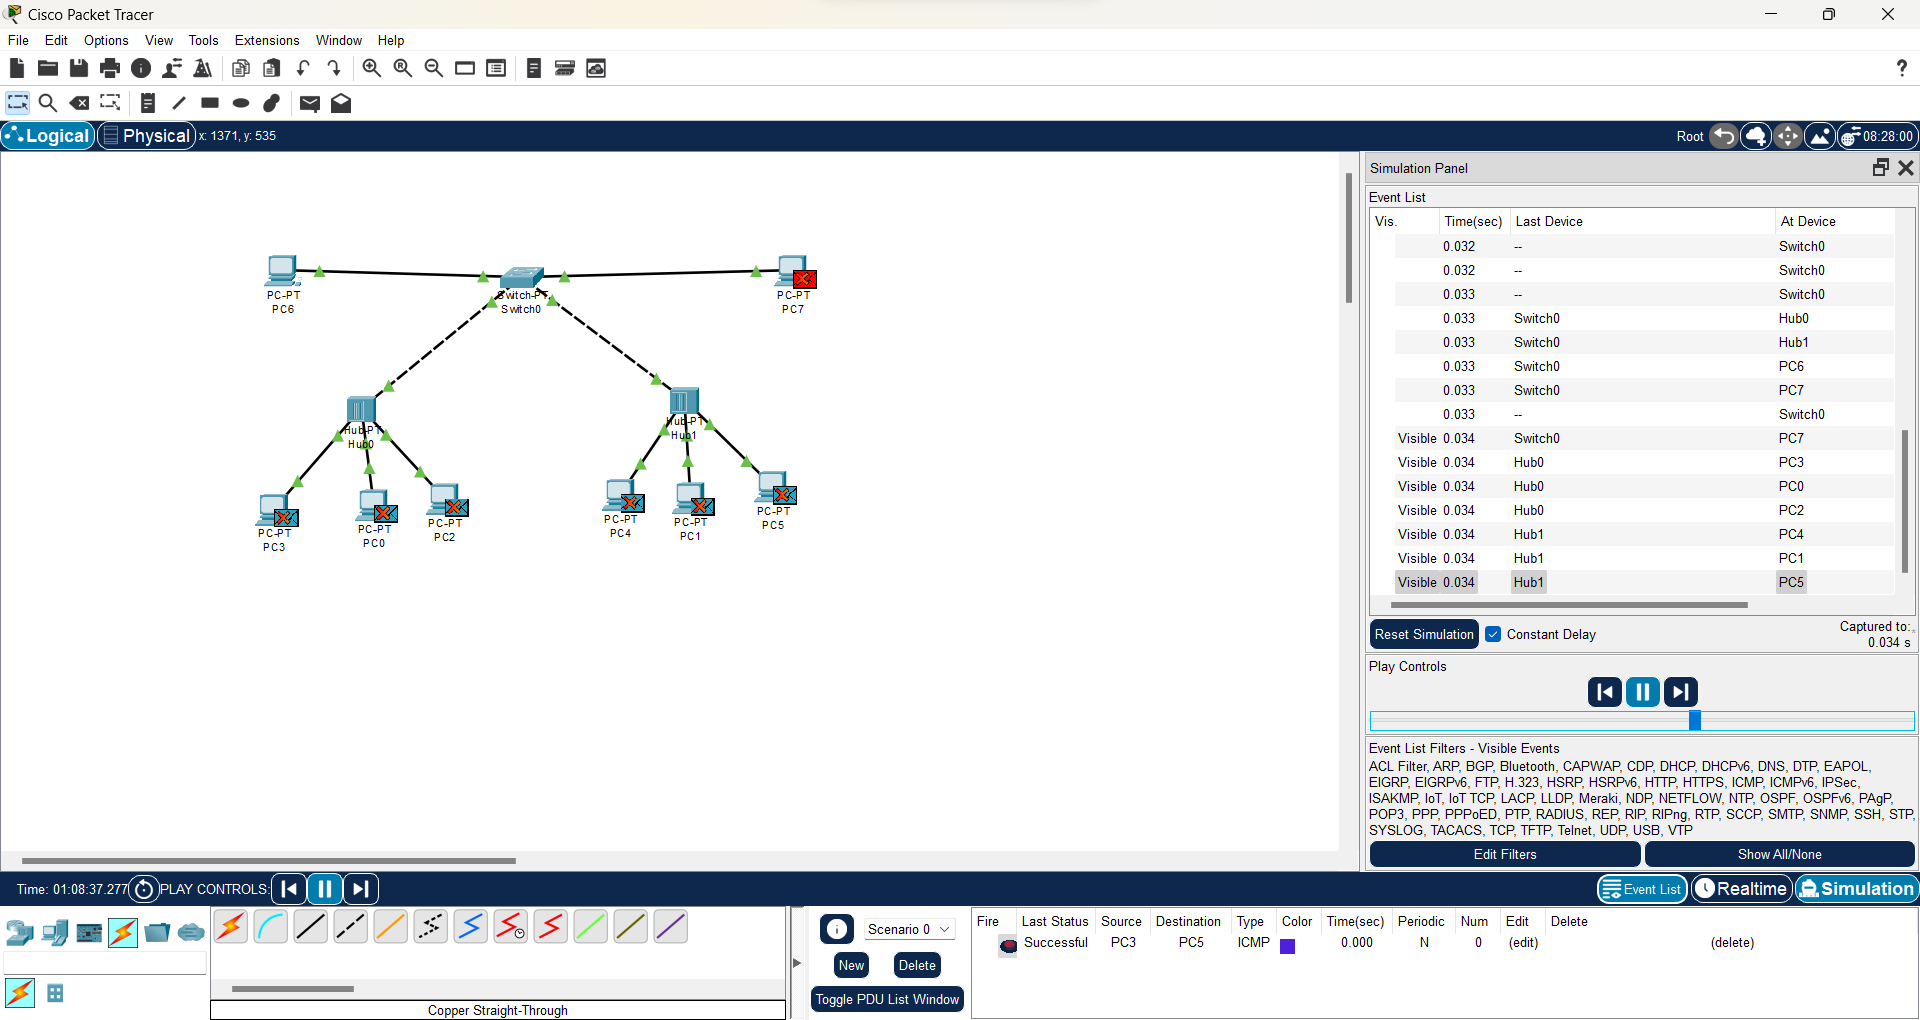 Cisco Packet Tracer
File Edit Options View Tools Extensions Window Help
?
Logical Physical x: 1371, y: 535 Root 08:28:00
PC-PT
PC6
Switch-PT
Switch0
PC-PT
PC7
Hub-PT
Hub0
Hub-PT
Hub1
PC-PT
PC3
PC-PT
PC0
PC-PT
PC2
PC-PT
PC4
PC-PT
PC1
PC-PT
PC5
Simulation Panel
Event List
Vis. Time(sec) Last Device At Device
0.032 -- Switch0
0.032 -- Switch0
0.033 -- Switch0
0.033 Switch0 Hub0
0.033 Switch0 Hub1
0.033 Switch0 PC6
0.033 Switch0 PC7
0.033 -- Switch0
Visible 0.034 Switch0 PC7
Visible 0.034 Hub0 PC3
Visible 0.034 Hub0 PC0
Visible 0.034 Hub0 PC2
Visible 0.034 Hub1 PC4
Visible 0.034 Hub1 PC1
Visible 0.034 Hub1 PC5
Reset Simulation Constant Delay Captured to:
0.034 s
Play Controls
Event List Filters - Visible Events
ACL Filter, ARP, BGP, Bluetooth, CAPWAP, CDP, DHCP, DHCPv6, DNS, DTP, EAPOL,
EIGRP, EIGRPv6, FTP, H.323, HSRP, HSRPv6, HTTP, HTTPS, ICMP, ICMPv6, IPSec,
ISAKMP, IoT, IoT TCP, LACP, LLDP, Meraki, NDP, NETFLOW, NTP, OSPF, OSPFv6, PAgP,
POP3, PPP, PPPoED, PTP, RADIUS, REP, RIP, RIPng, RTP, SCCP, SMTP, SNMP, SSH, STP,
SYSLOG, TACACS, TCP, TFTP, Telnet, UDP, USB, VTP
Edit Filters Show All/None
Time: 01:08:37.277 PLAY CONTROLS: Event List Realtime Simulation
Copper Straight-Through
Scenario 0
New Delete
Toggle PDU List Window
Fire Last Status Source Destination Type Color Time(sec) Periodic Num Edit Delete
Successful PC3 PC5 ICMP 0.000 N 0 (edit) (delete)